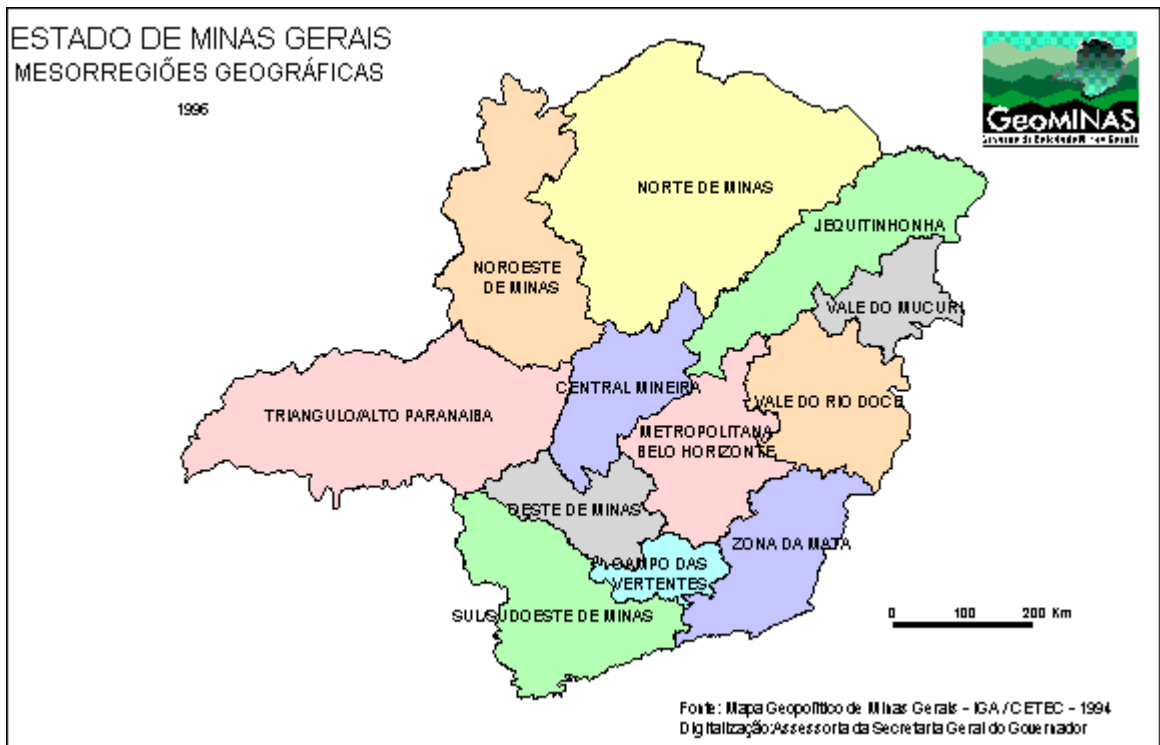 ESTADO DE MINAS GERAIS
MESORREGIÕES GEOGRÁFICAS
1996
GeoMINAS
NORTE DE MINAS
JEQUITINHONHA
NOROESTE
DE MINAS
VALE DO MUCURI
CENTRAL MINEIRA
VALE DO RIO DOCE
TRIANGULO/ALTO PARANAIBA
METROPOLITANA
BELO HORIZONTE
OESTE DE MINAS
ZONA DA MATA
CAMPO DAS
VERTENTES
SUL/SUDOESTE DE MINAS
0 100 200 Km
Fonte: Mapa Geopolítico de Minas Gerais - IGA / CETEC - 1994
Digitalização:Assessoria da Secretaria Geral do Governador